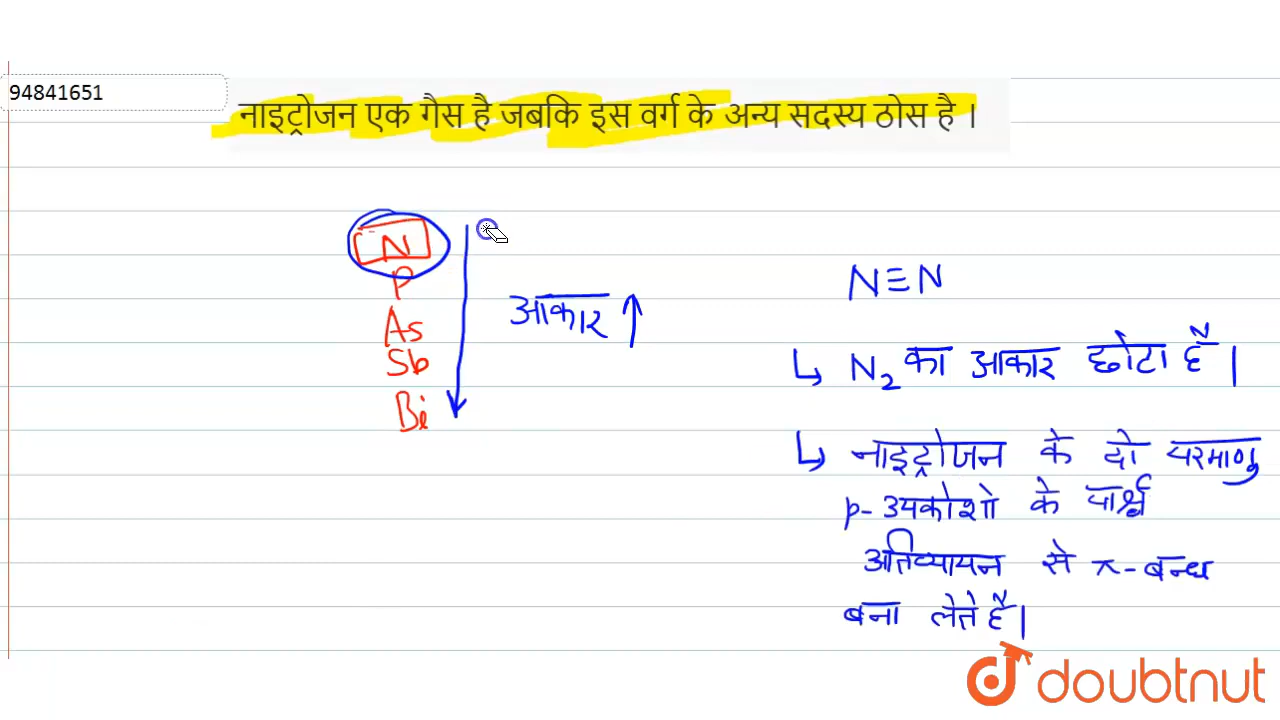 94841651
नाइट्रोजन एक गैस है जबकि इस वर्ग के अन्य सदस्य ठोस है ।
N
P
As
Sb
Bi
आकार ↑
N≡N
↳ N₂ का आकार छोटा है।
↳ नाइट्रोजन के दो परमाणु
p- उपकोशो के पार्श्व
अतिव्यापन से π-बन्ध
बना लेते है।
doubtnut